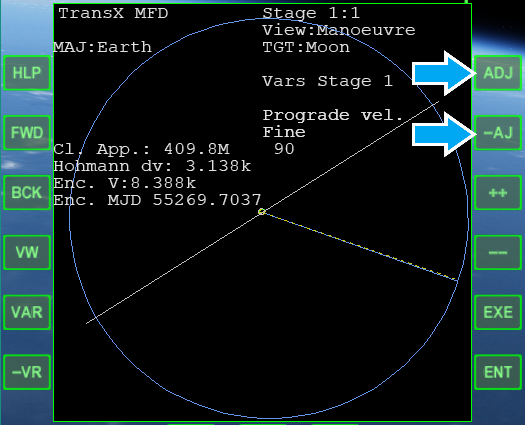 TransX MFD Stage 1:1
View:Manoeuvre
MAJ:Earth TGT:Moon
HLP ADJ
Vars Stage 1
Prograde vel.
FWD Fine -AJ
Cl. App.: 409.8M 90
Hohmann dv: 3.138k
Enc. V:8.388k
BCK ++
Enc. MJD 55269.7037
VW --
VAR EXE
-VR ENT